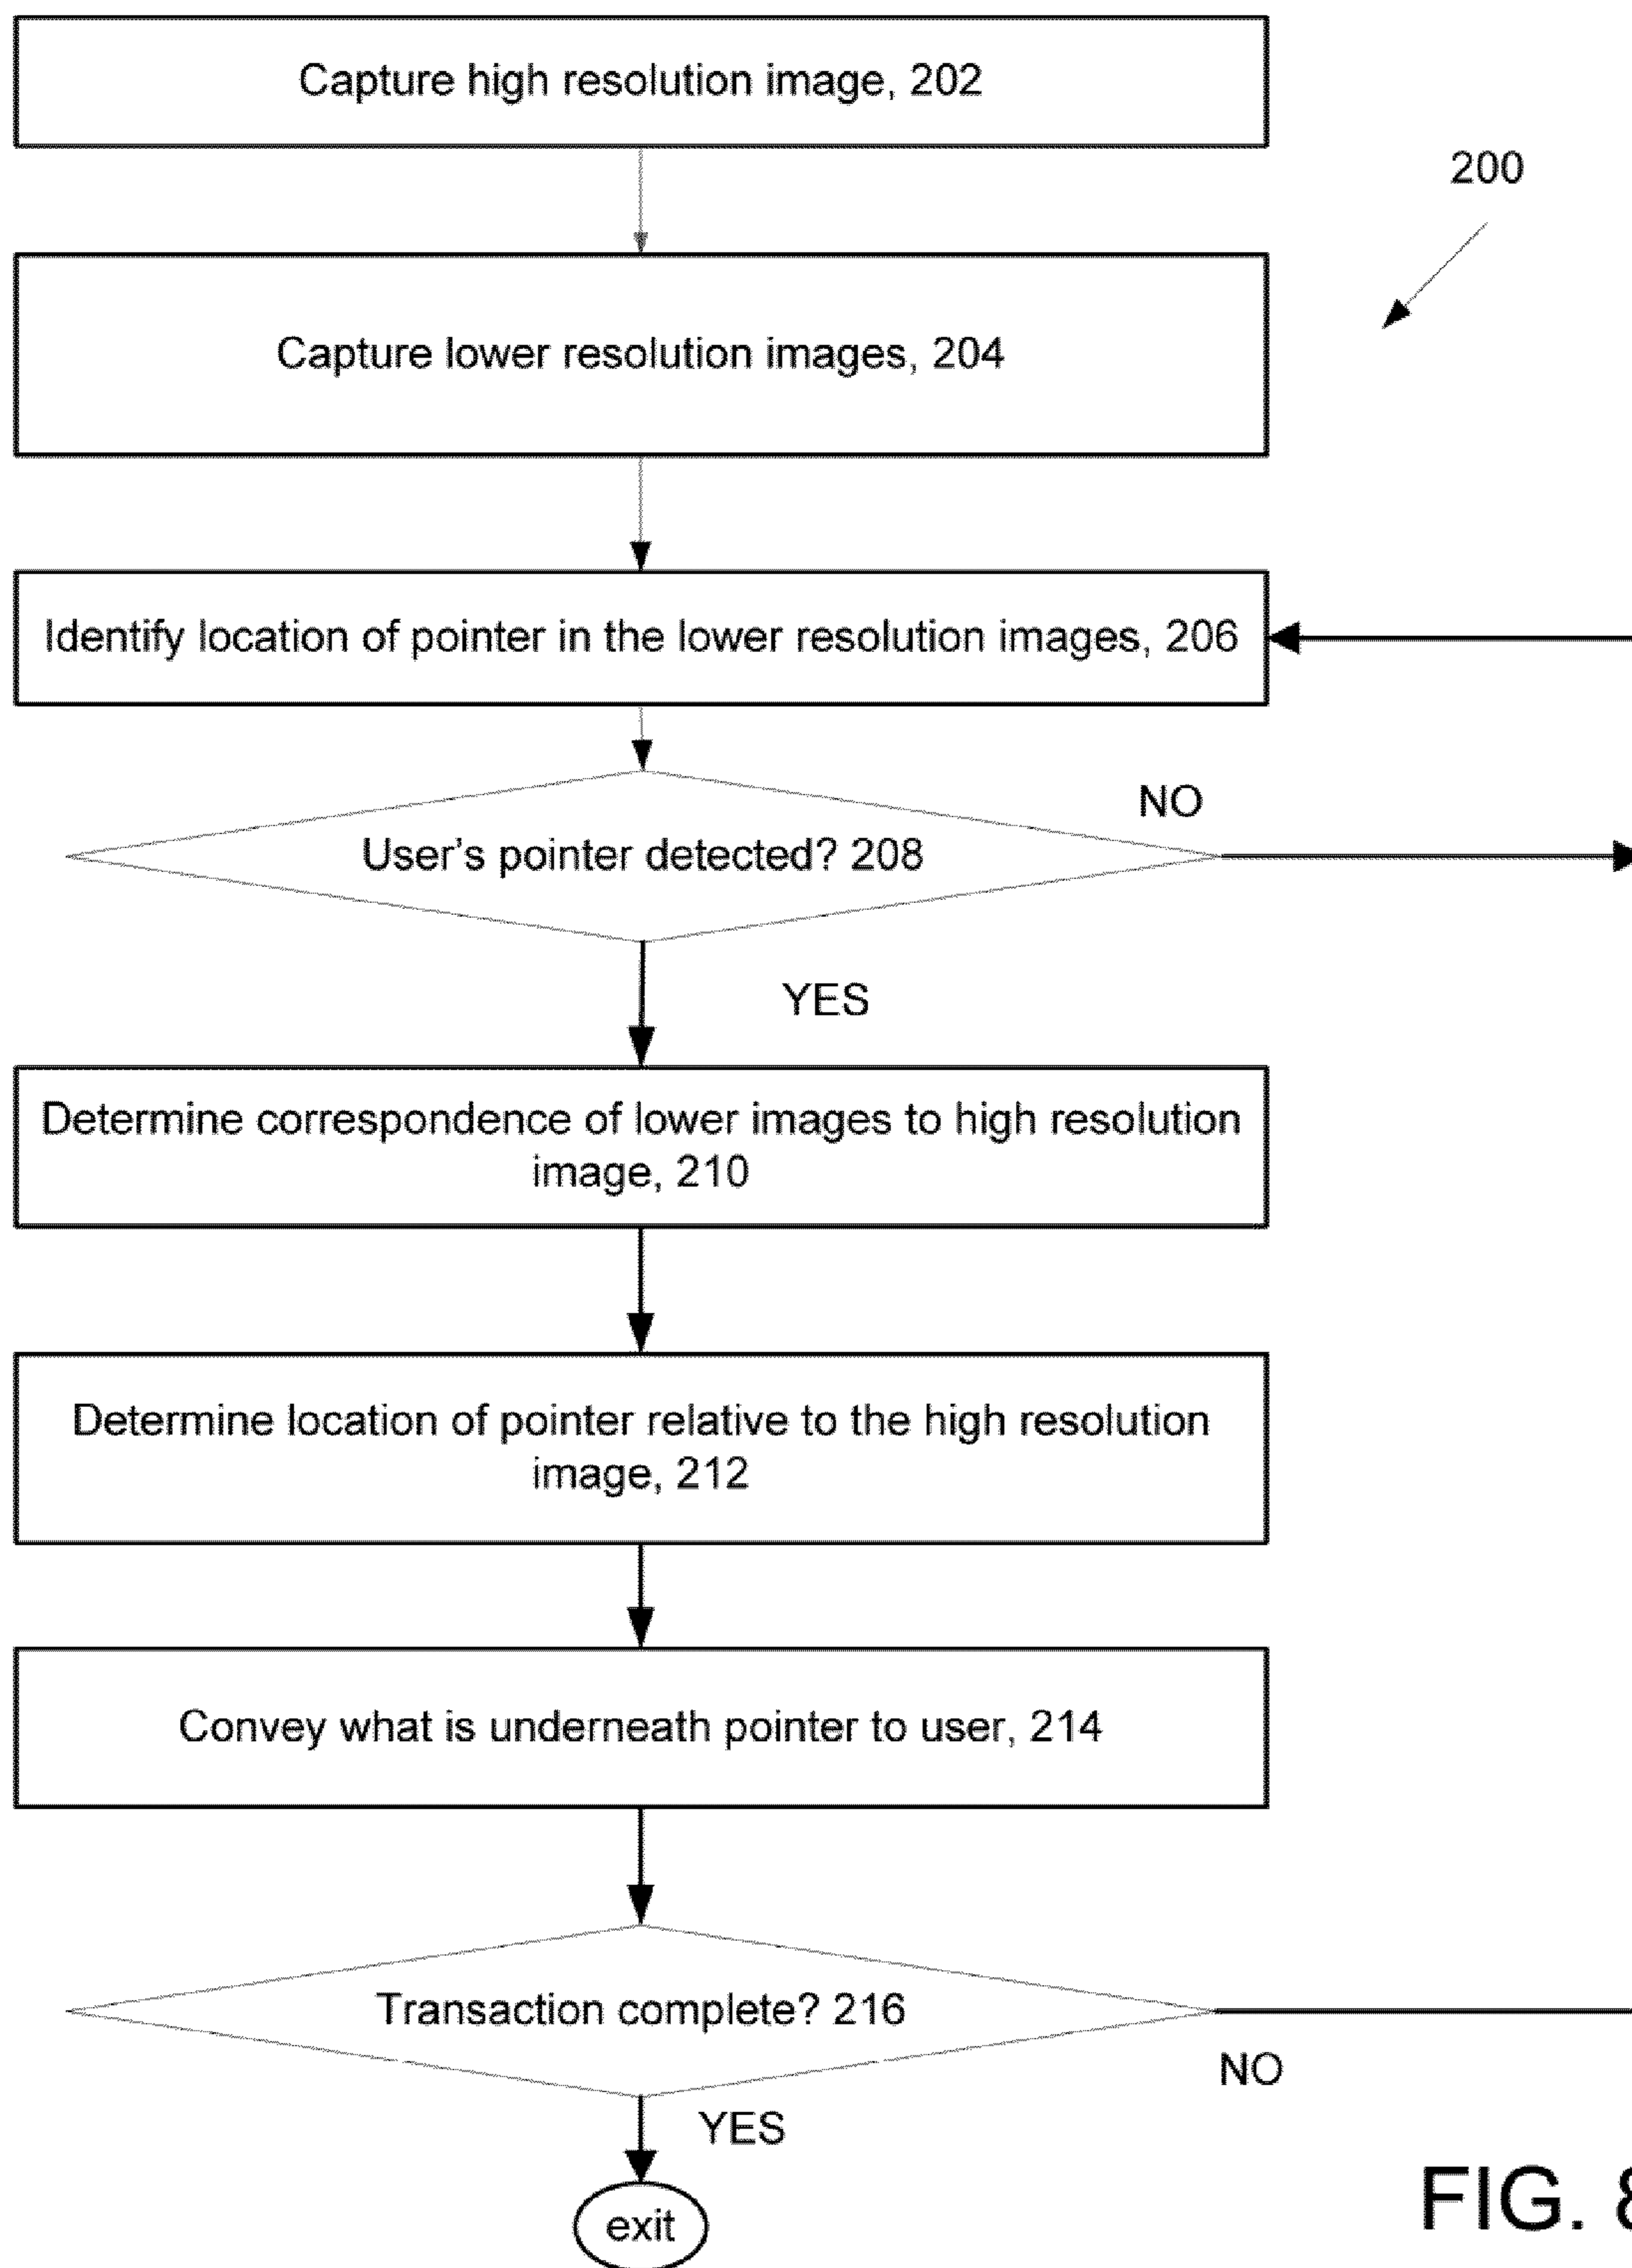 Capture high resolution image, 202
200
Capture lower resolution images, 204
Identify location of pointer in the lower resolution images, 206
NO
User's pointer detected? 208
YES
Determine correspondence of lower images to high resolution
image, 210
Determine location of pointer relative to the high resolution
image, 212
Convey what is underneath pointer to user, 214
Transaction complete? 216
NO
YES
exit
FIG. 8